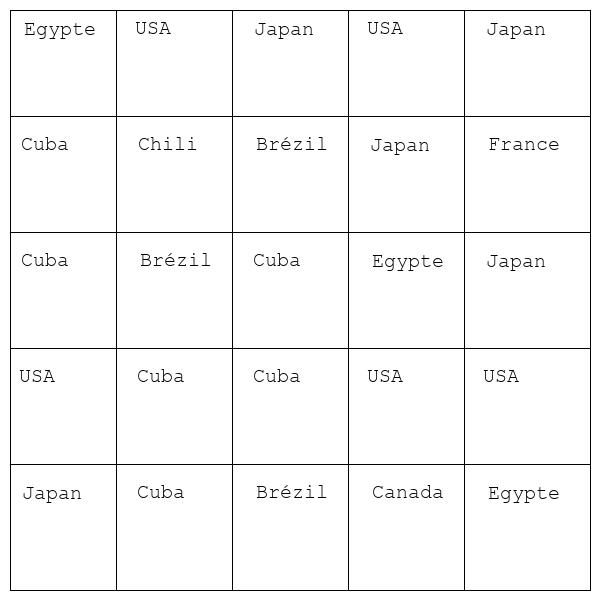 Egypte USA Japan USA Japan
Cuba Chili Brézil Japan France
Cuba Brézil Cuba Egypte Japan
USA Cuba Cuba USA USA
Japan Cuba Brézil Canada Egypte